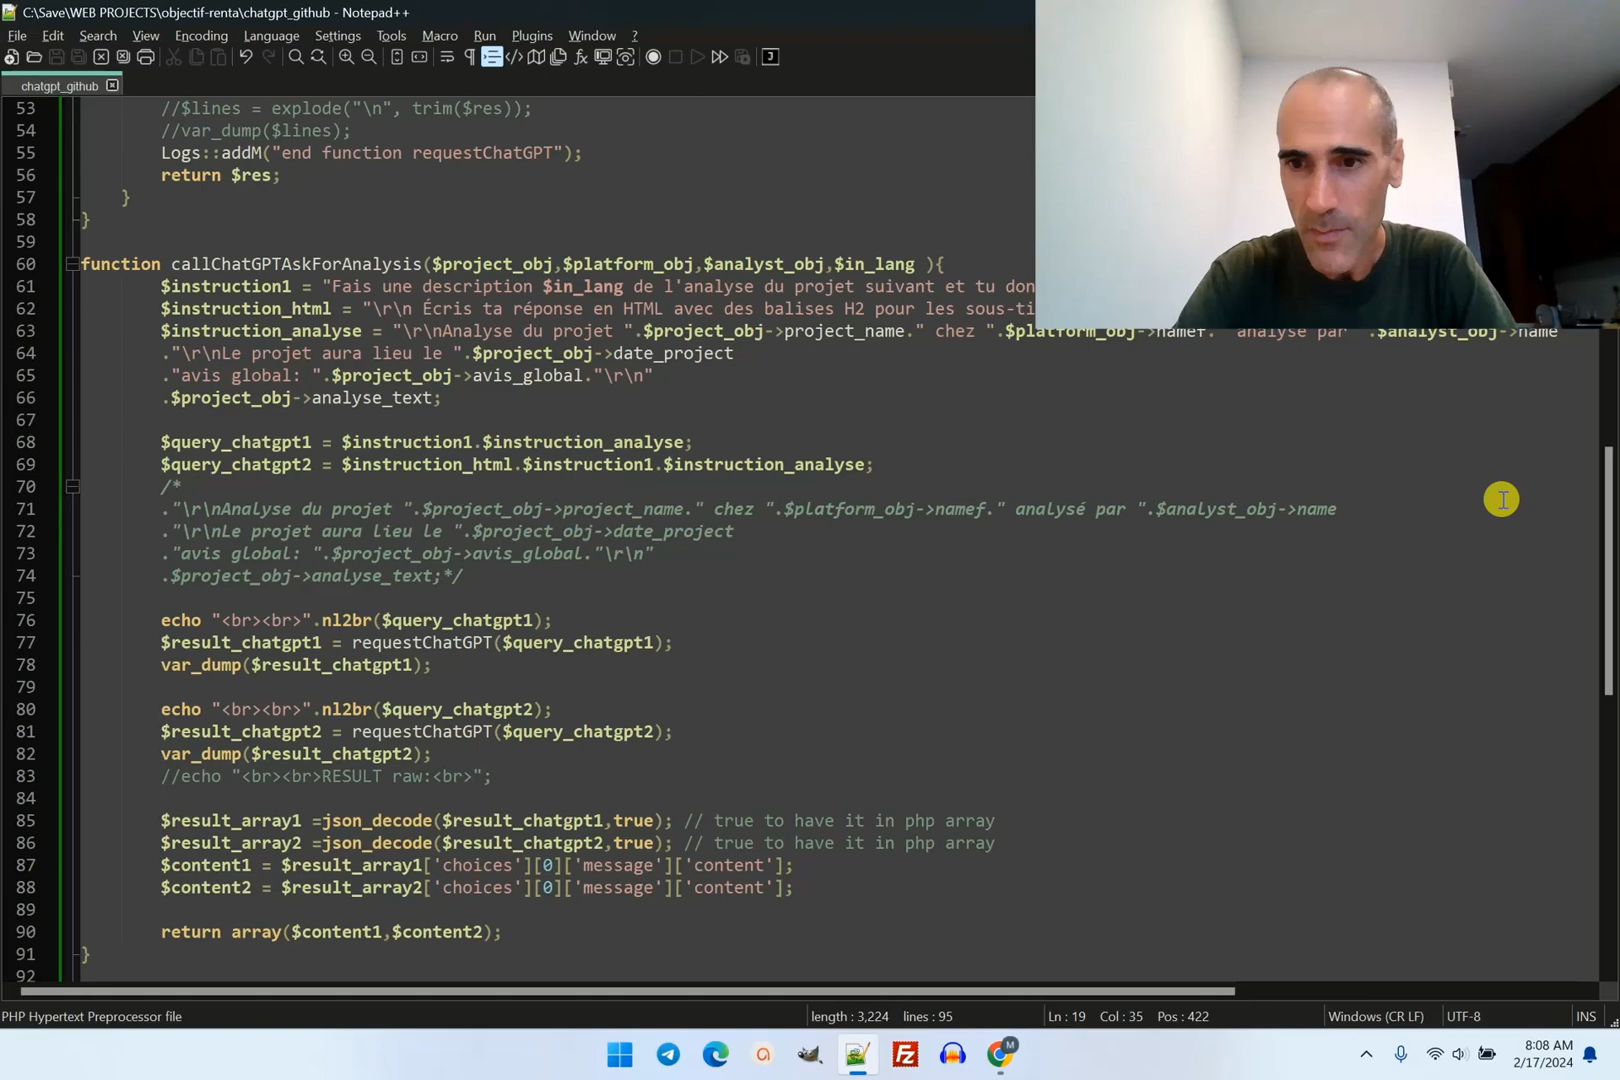 C:\Save\WEB PROJECTS\objectif-renta\chatgpt_github - Notepad++
File Edit Search View Encoding Language Settings Tools Macro Run Plugins Window ?
chatgpt_github
53 //$lines = explode("\n", trim($res));
54 //var_dump($lines);
55 Logs::addM("end function requestChatGPT");
56 return $res;
57 }
58 }
59
60 function callChatGPTAskForAnalysis($project_obj,$platform_obj,$analyst_obj,$in_lang ){
61 $instruction1 = "Fais une description $in_lang de l'analyse du projet suivant et tu don
62 $instruction_html = "\r\n Écris ta réponse en HTML avec des balises H2 pour les sous-ti
63 $instruction_analyse = "\r\nAnalyse du projet ".$project_obj->project_name." chez ".$platform_obj->namef." analysé par ".$analyst_obj->name
64 ."\r\nLe projet aura lieu le ".$project_obj->date_project
65 ."avis global: ".$project_obj->avis_global."\r\n"
66 .$project_obj->analyse_text;
67
68 $query_chatgpt1 = $instruction1.$instruction_analyse;
69 $query_chatgpt2 = $instruction_html.$instruction1.$instruction_analyse;
70 /*
71 ."\r\nAnalyse du projet ".$project_obj->project_name." chez ".$platform_obj->namef." analysé par ".$analyst_obj->name
72 ."\r\nLe projet aura lieu le ".$project_obj->date_project
73 ."avis global: ".$project_obj->avis_global."\r\n"
74 .$project_obj->analyse_text;*/
75
76 echo "<br><br>".nl2br($query_chatgpt1);
77 $result_chatgpt1 = requestChatGPT($query_chatgpt1);
78 var_dump($result_chatgpt1);
79
80 echo "<br><br>".nl2br($query_chatgpt2);
81 $result_chatgpt2 = requestChatGPT($query_chatgpt2);
82 var_dump($result_chatgpt2);
83 //echo "<br><br>RESULT raw:<br>";
84
85 $result_array1 =json_decode($result_chatgpt1,true); // true to have it in php array
86 $result_array2 =json_decode($result_chatgpt2,true); // true to have it in php array
87 $content1 = $result_array1['choices'][0]['message']['content'];
88 $content2 = $result_array2['choices'][0]['message']['content'];
89
90 return array($content1,$content2);
91 }
92
PHP Hypertext Preprocessor file length : 3,224 lines : 95 Ln : 19 Col : 35 Pos : 422 Windows (CR LF) UTF-8 INS
8:08 AM
2/17/2024